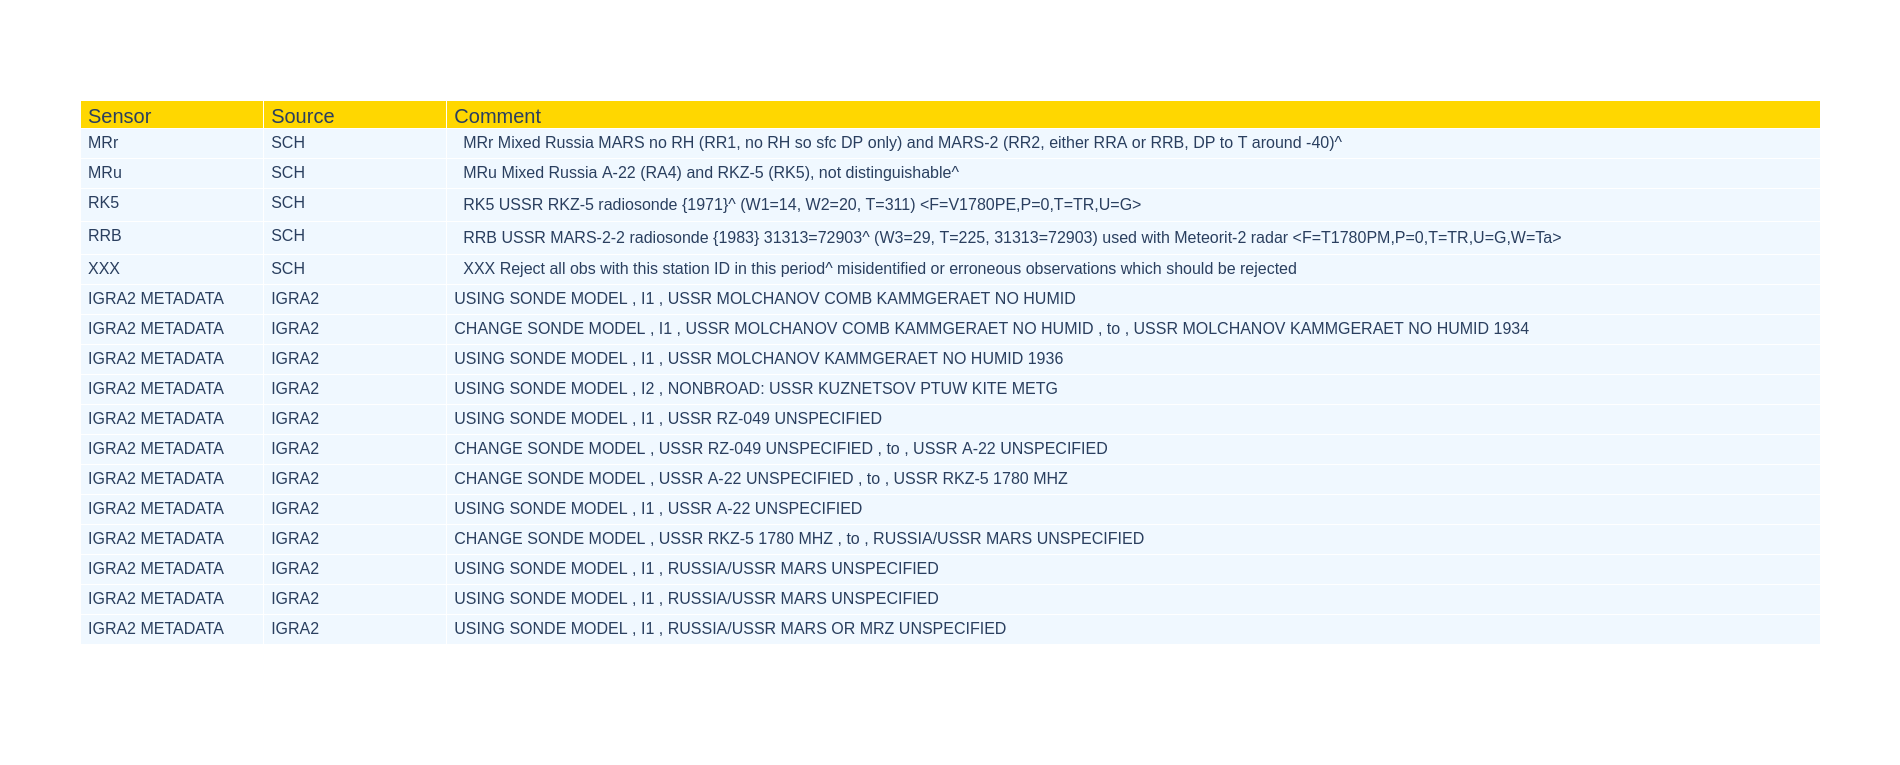 Sensor Source Comment
MRr SCH MRr Mixed Russia MARS no RH (RR1, no RH so sfc DP only) and MARS-2 (RR2, either RRA or RRB, DP to T around -40)^
MRu SCH MRu Mixed Russia A-22 (RA4) and RKZ-5 (RK5), not distinguishable^
RK5 SCH RK5 USSR RKZ-5 radiosonde {1971}^ (W1=14, W2=20, T=311) <F=V1780PE,P=0,T=TR,U=G>
RRB SCH RRB USSR MARS-2-2 radiosonde {1983} 31313=72903^ (W3=29, T=225, 31313=72903) used with Meteorit-2 radar <F=T1780PM,P=0,T=TR,U=G,W=Ta>
XXX SCH XXX Reject all obs with this station ID in this period^ misidentified or erroneous observations which should be rejected
IGRA2 METADATA IGRA2 USING SONDE MODEL , I1 , USSR MOLCHANOV COMB KAMMGERAET NO HUMID
IGRA2 METADATA IGRA2 CHANGE SONDE MODEL , I1 , USSR MOLCHANOV COMB KAMMGERAET NO HUMID , to , USSR MOLCHANOV KAMMGERAET NO HUMID 1934
IGRA2 METADATA IGRA2 USING SONDE MODEL , I1 , USSR MOLCHANOV KAMMGERAET NO HUMID 1936
IGRA2 METADATA IGRA2 USING SONDE MODEL , I2 , NONBROAD: USSR KUZNETSOV PTUW KITE METG
IGRA2 METADATA IGRA2 USING SONDE MODEL , I1 , USSR RZ-049 UNSPECIFIED
IGRA2 METADATA IGRA2 CHANGE SONDE MODEL , USSR RZ-049 UNSPECIFIED , to , USSR A-22 UNSPECIFIED
IGRA2 METADATA IGRA2 CHANGE SONDE MODEL , USSR A-22 UNSPECIFIED , to , USSR RKZ-5 1780 MHZ
IGRA2 METADATA IGRA2 USING SONDE MODEL , I1 , USSR A-22 UNSPECIFIED
IGRA2 METADATA IGRA2 CHANGE SONDE MODEL , USSR RKZ-5 1780 MHZ , to , RUSSIA/USSR MARS UNSPECIFIED
IGRA2 METADATA IGRA2 USING SONDE MODEL , I1 , RUSSIA/USSR MARS UNSPECIFIED
IGRA2 METADATA IGRA2 USING SONDE MODEL , I1 , RUSSIA/USSR MARS UNSPECIFIED
IGRA2 METADATA IGRA2 USING SONDE MODEL , I1 , RUSSIA/USSR MARS OR MRZ UNSPECIFIED